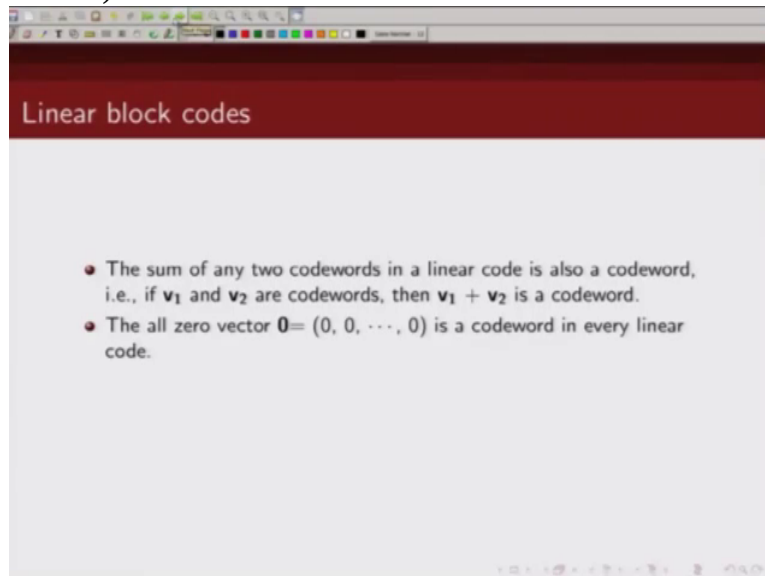 Linear block codes
The sum of any two codewords in a linear code is also a codeword,
i.e., if v₁ and v₂ are codewords, then v₁ + v₂ is a codeword.
The all zero vector 0= (0, 0, ⋯, 0) is a codeword in every linear
code.